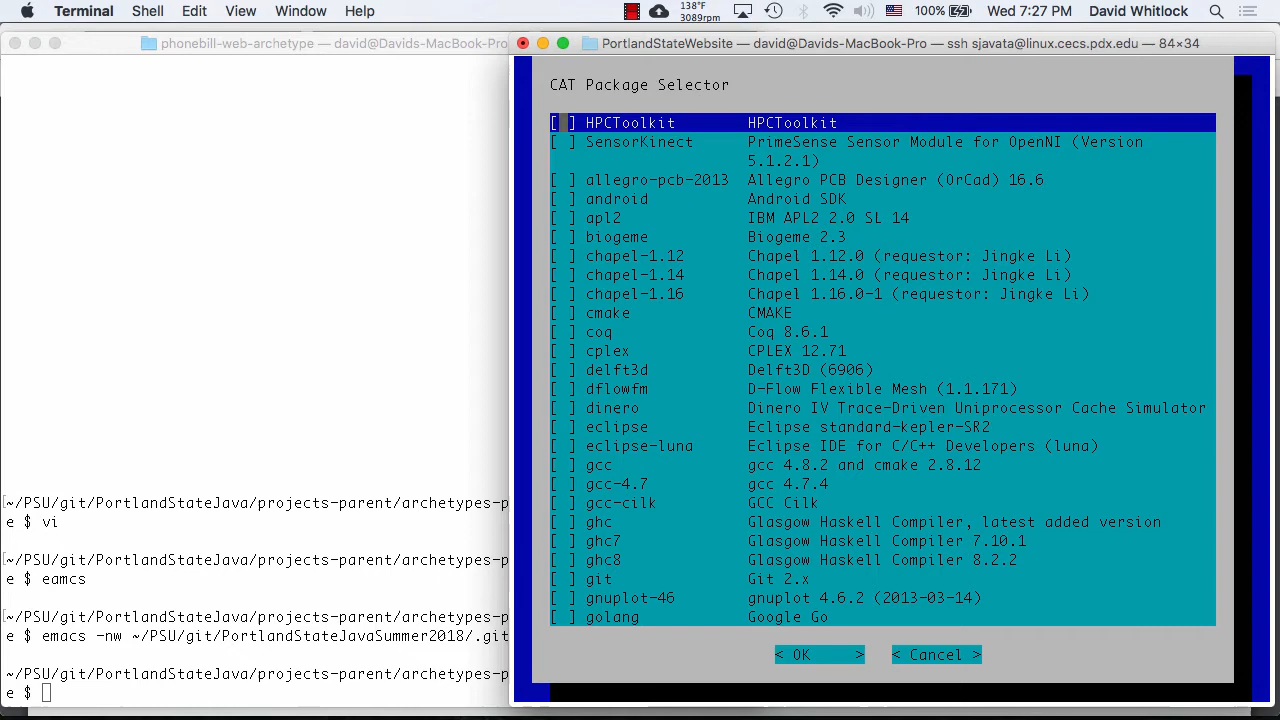 Terminal Shell Edit View Window Help 138°F 3089rpm 100% Wed 7:27 PM David Whitlock
phonebill-web-archetype — david@Davids-MacBook-Pro
PortlandStateWebsite — david@Davids-MacBook-Pro — ssh sjavata@linux.cecs.pdx.edu — 84×34
CAT Package Selector
[ ] HPCToolkit HPCToolkit
[ ] SensorKinect PrimeSense Sensor Module for OpenNI (Version
5.1.2.1)
[ ] allegro-pcb-2013 Allegro PCB Designer (OrCad) 16.6
[ ] android Android SDK
[ ] apl2 IBM APL2 2.0 SL 14
[ ] biogeme Biogeme 2.3
[ ] chapel-1.12 Chapel 1.12.0 (requestor: Jingke Li)
[ ] chapel-1.14 Chapel 1.14.0 (requestor: Jingke Li)
[ ] chapel-1.16 Chapel 1.16.0-1 (requestor: Jingke Li)
[ ] cmake CMAKE
[ ] coq Coq 8.6.1
[ ] cplex CPLEX 12.71
[ ] delft3d Delft3D (6906)
[ ] dflowfm D-Flow Flexible Mesh (1.1.171)
[ ] dinero Dinero IV Trace-Driven Uniprocessor Cache Simulator
[ ] eclipse Eclipse standard-kepler-SR2
[ ] eclipse-luna Eclipse IDE for C/C++ Developers (luna)
[ ] gcc gcc 4.8.2 and cmake 2.8.12
[ ] gcc-4.7 gcc 4.7.4
[ ] gcc-cilk GCC Cilk
[ ] ghc Glasgow Haskell Compiler, latest added version
[ ] ghc7 Glasgow Haskell Compiler 7.10.1
[ ] ghc8 Glasgow Haskell Compiler 8.2.2
[ ] git Git 2.x
[ ] gnuplot-46 gnuplot 4.6.2 (2013-03-14)
[ ] golang Google Go
< OK > < Cancel >
[~/PSU/git/PortlandStateJava/projects-parent/archetypes-p
e $ vi
[~/PSU/git/PortlandStateJava/projects-parent/archetypes-p
e $ eamcs
[~/PSU/git/PortlandStateJava/projects-parent/archetypes-p
e $ emacs -nw ~/PSU/git/PortlandStateJavaSummer2018/.git
[~/PSU/git/PortlandStateJava/projects-parent/archetypes-p
e $